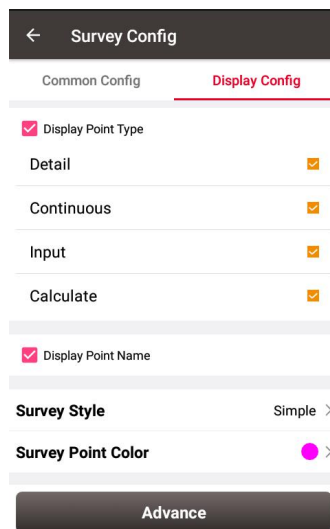 Survey Config
Common Config Display Config
Display Point Type
Detail
Continuous
Input
Calculate
Display Point Name
Survey Style Simple
Survey Point Color
Advance